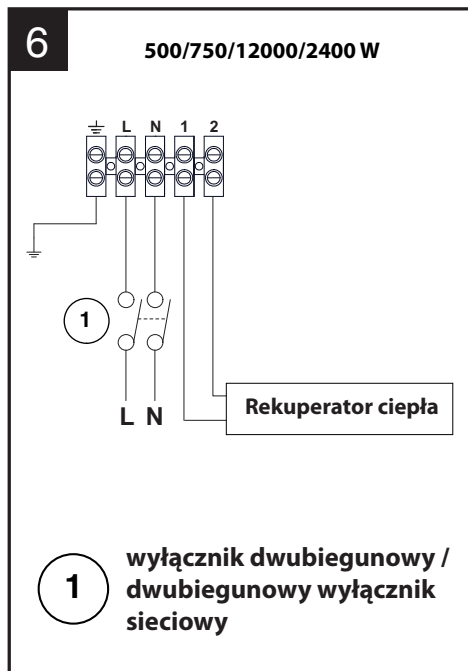 6
500/750/12000/2400 W
L N 1 2
1
L N
Rekuperator ciepła
1
wyłącznik dwubiegunowy /
dwubiegunowy wyłącznik
sieciowy